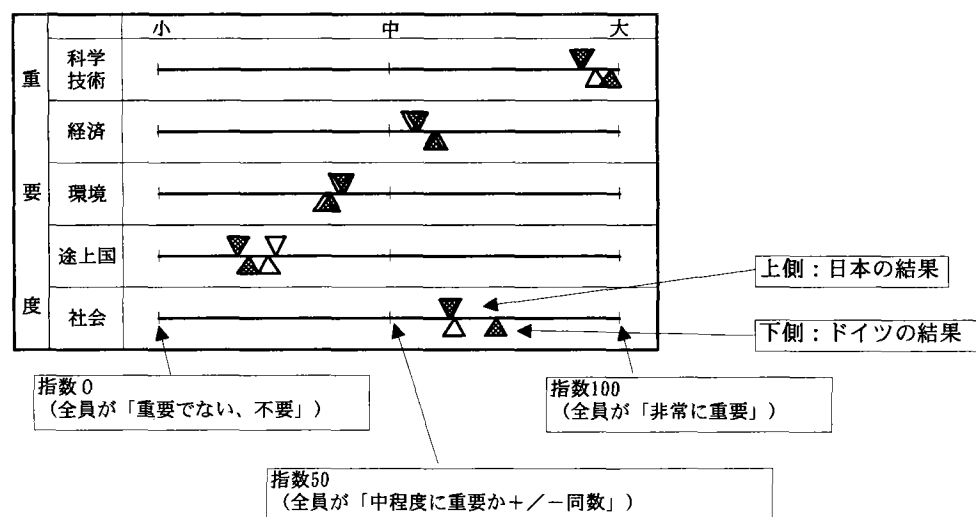 小 中 大
重要度
科学
技術
経済
環境
途上国
社会
上側：日本の結果
下側：ドイツの結果
指数0
（全員が「重要でない、不要」）
指数100
（全員が「非常に重要」）
指数50
（全員が「中程度に重要か＋／－同数」）